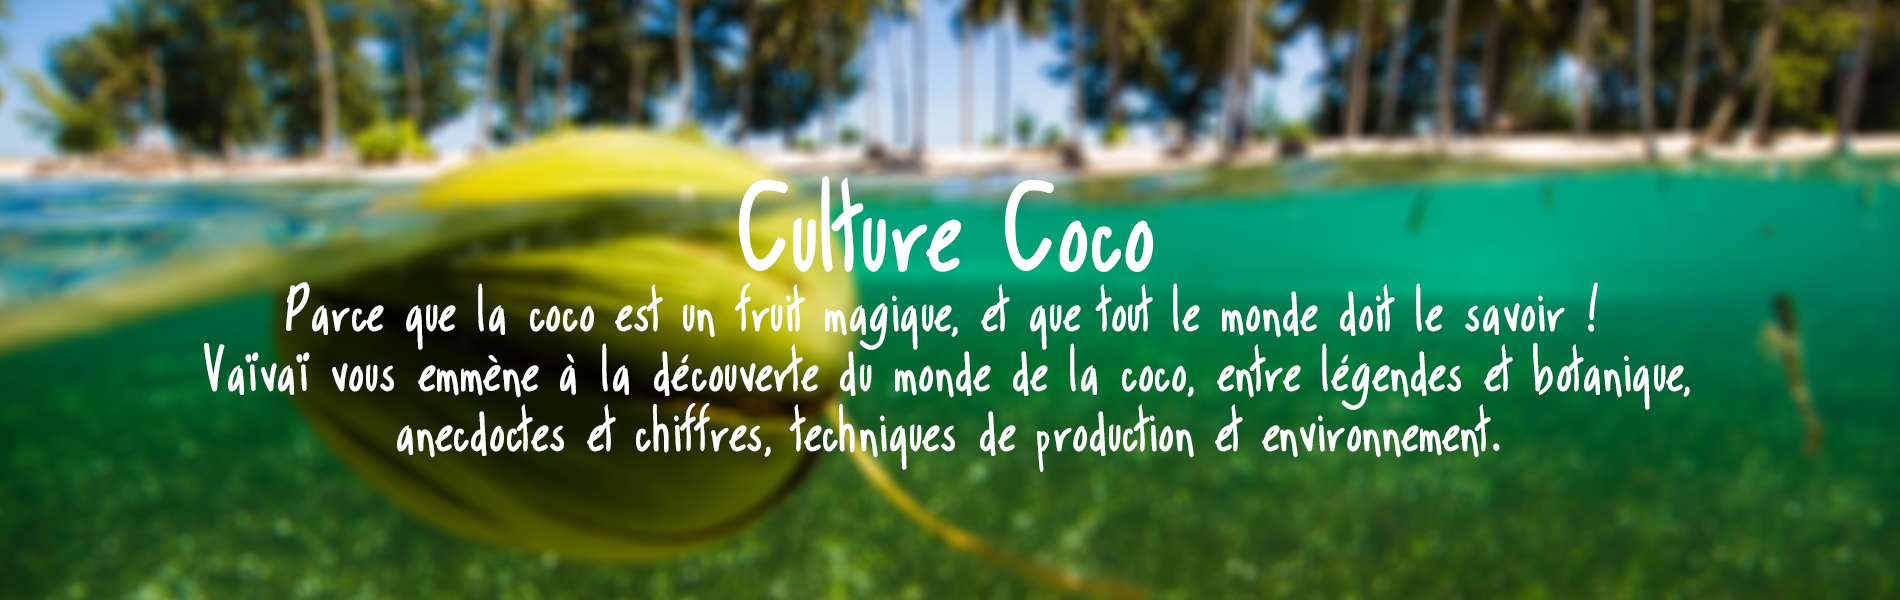 Culture Coco
Parce que la coco est un fruit magique, et que tout le monde doit le savoir !
Vaïvaï vous emmène à la découverte du monde de la coco, entre légendes et botanique,
anecdoctes et chiffres, techniques de production et environnement.